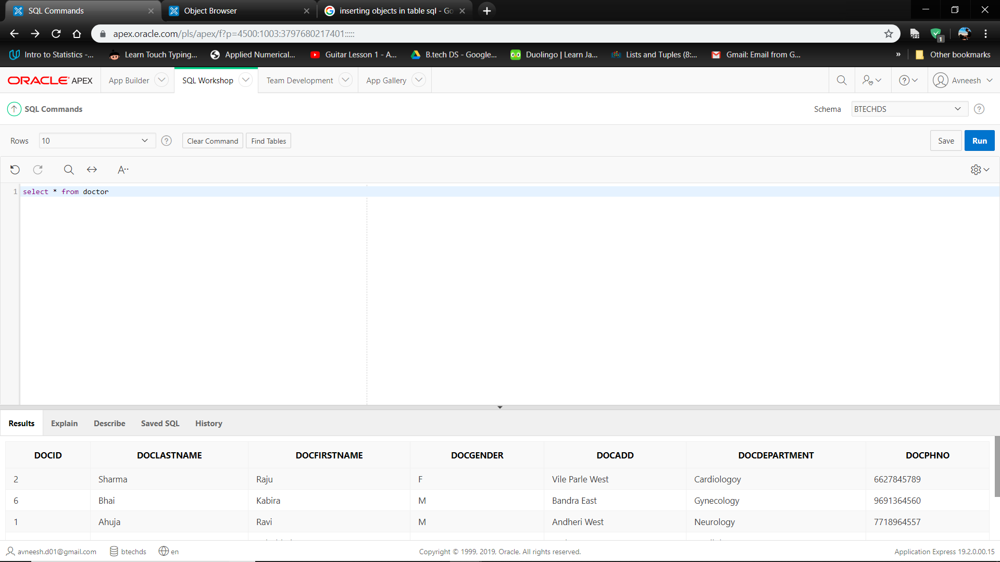 SQL Commands
Object Browser
inserting objects in table sql - Go
apex.oracle.com/pls/apex/f?p=4500:1003:3797680217401:::::
OFF
1
Intro to Statistics -...
Learn Touch Typing...
Applied Numerical...
Guitar Lesson 1 - A...
B.tech DS - Google...
Duolingo | Learn Ja...
Lists and Tuples (8:...
Gmail: Email from G...
»
Other bookmarks
ORACLE APEX
App Builder
SQL Workshop
Team Development
App Gallery
Avneesh
SQL Commands
Schema
BTECHDS
Rows
10
Clear Command
Find Tables
Save
Run
1 select * from doctor
Results
Explain
Describe
Saved SQL
History
DOCID DOCLASTNAME DOCFIRSTNAME DOCGENDER DOCADD DOCDEPARTMENT DOCPHNO
2 Sharma Raju F Vile Parle West Cardiologoy 6627845789
6 Bhai Kabira M Bandra East Gynecology 9691364560
1 Ahuja Ravi M Andheri West Neurology 7718964557
avneesh.d01@gmail.com
btechds
en
Copyright © 1999, 2019, Oracle. All rights reserved.
Application Express 19.2.0.00.15